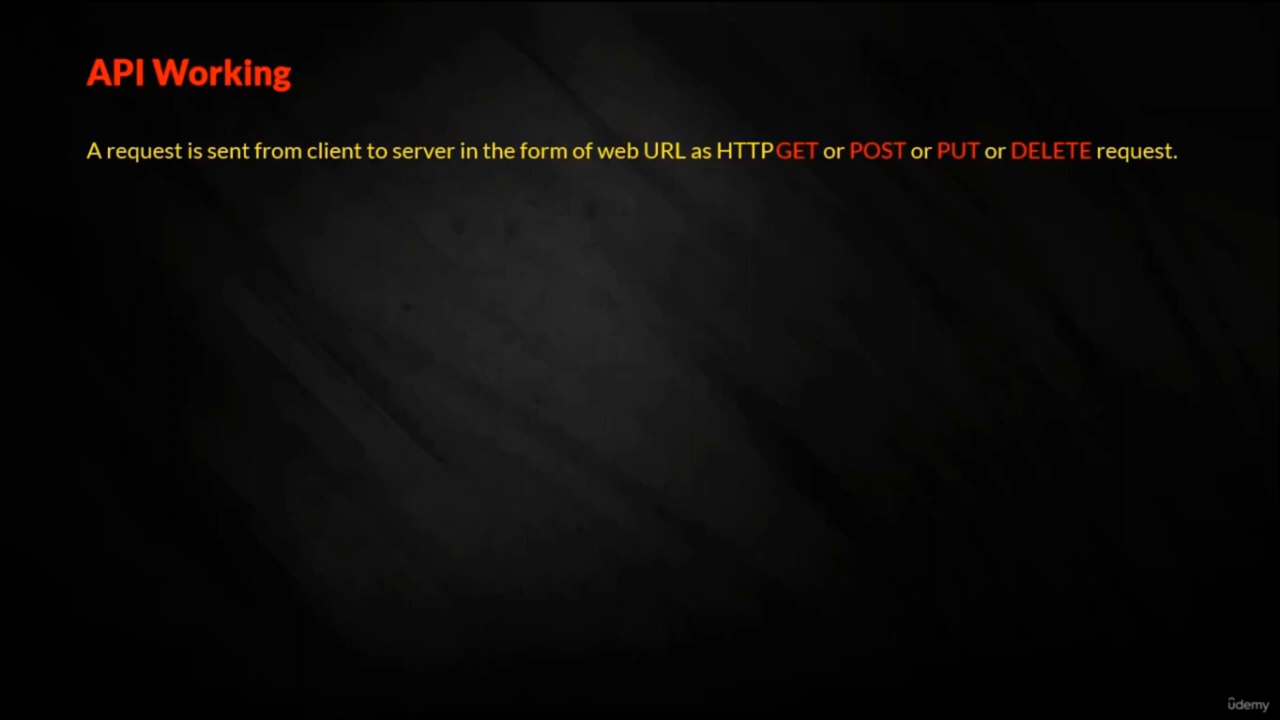 API Working
A request is sent from client to server in the form of web URL as HTTP GET or POST or PUT or DELETE request.
ûdemy